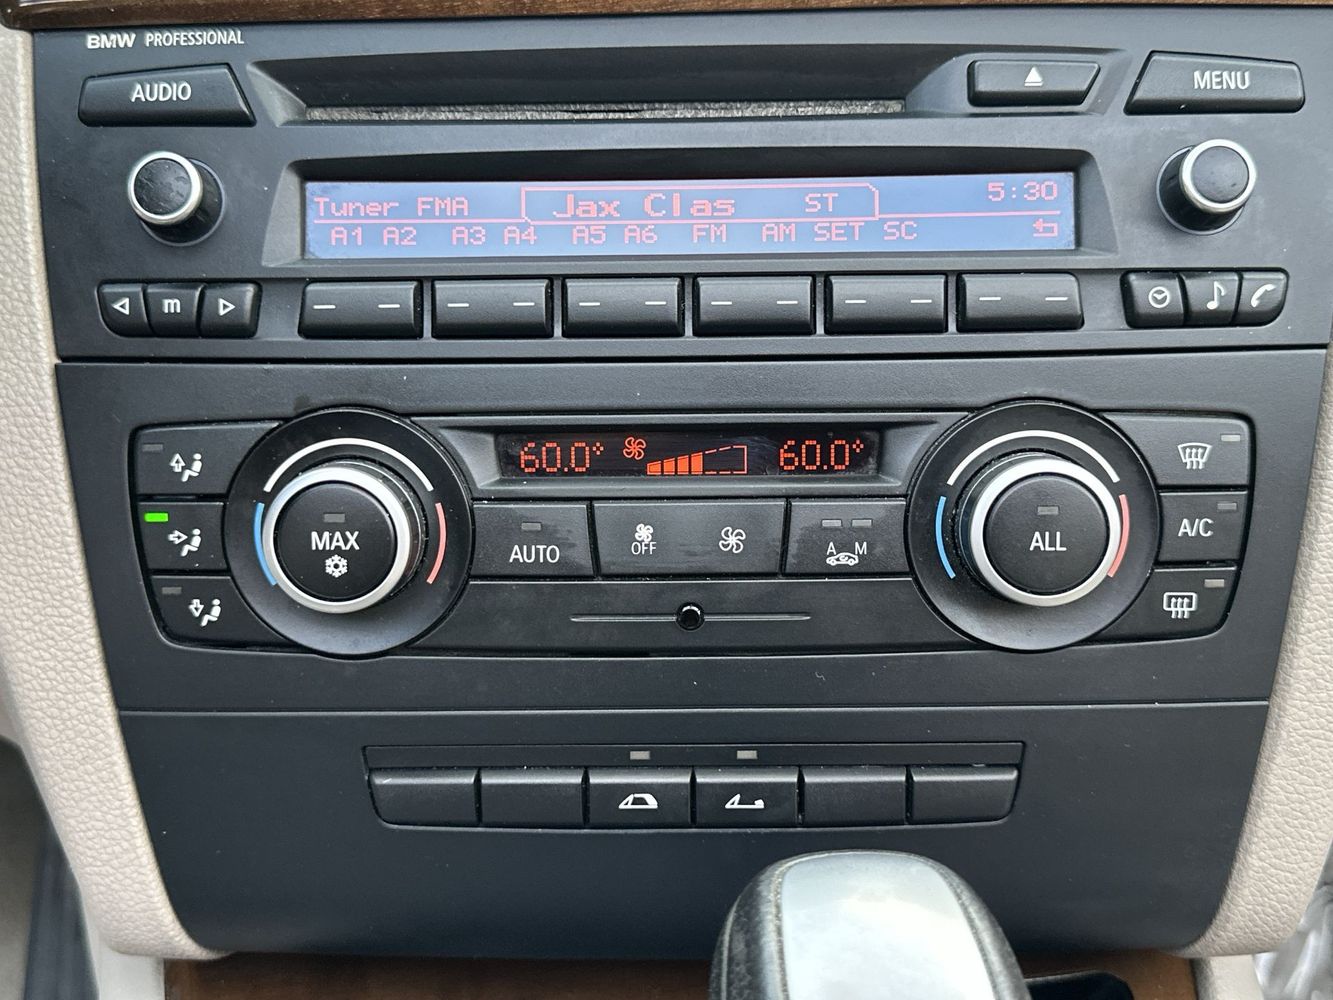 BMW PROFESSIONAL
AUDIO
MENU
Tuner FMA Jax Clas ST 5:30
A1 A2 A3 A4 A5 A6 FM AM SET SC
m
60.0° 60.0°
MAX
AUTO
OFF
A M
ALL
A/C